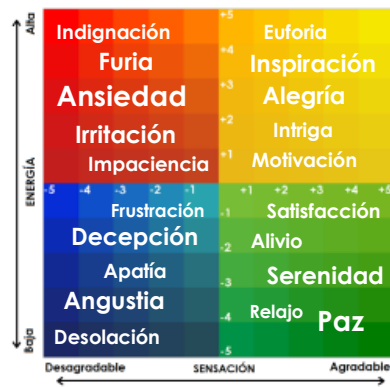 Alta
+5
Indignación
Euforia
+4
Furia
Inspiración
+3
Ansiedad
Alegría
+2
Irritación
Intriga
+1
Impaciencia
Motivación
ENERGÍA
-5 -4 -3 -2 -1 +1 +2 +3 +4 +5
Frustración
-1
Satisfacción
Decepción
-2
Alivio
Apatía
-3
Serenidad
Angustia
-4
Relajo
Paz
Desolación
-5
Baja
Desagradable SENSACIÓN Agradable